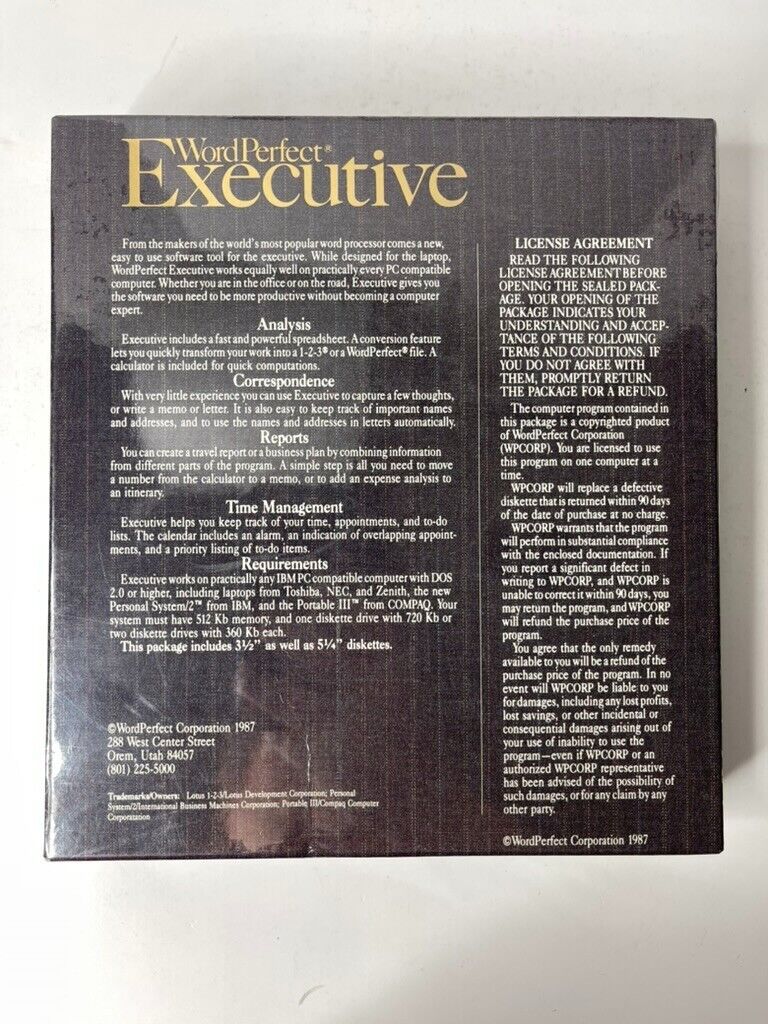 WordPerfect®
Executive
From the makers of the world's most popular word processor comes a new,
easy to use software tool for the executive. While designed for the laptop,
WordPerfect Executive works equally well on practically every PC compatible
computer. Whether you are in the office or on the road, Executive gives you
the software you need to be more productive without becoming a computer
expert.
Analysis
Executive includes a fast and powerful spreadsheet. A conversion feature
lets you quickly transform your work into a 1-2-3® or a WordPerfect® file. A
calculator is included for quick computations.
Correspondence
With very little experience you can use Executive to capture a few thoughts,
or write a memo or letter. It is also easy to keep track of important names
and addresses, and to use the names and addresses in letters automatically.
Reports
You can create a travel report or a business plan by combining information
from different parts of the program. A simple step is all you need to move
a number from the calculator to a memo, or to add an expense analysis to
an itinerary.
Time Management
Executive helps you keep track of your time, appointments, and to-do
lists. The calendar includes an alarm, an indication of overlapping appoint-
ments, and a priority listing of to-do items.
Requirements
Executive works on practically any IBM PC compatible computer with DOS
2.0 or higher, including laptops from Toshiba, NEC, and Zenith, the new
Personal System/2™ from IBM, and the Portable III™ from COMPAQ. Your
system must have 512 Kb memory, and one diskette drive with 720 Kb or
two diskette drives with 360 Kb each.
This package includes 3½" as well as 5¼" diskettes.
©WordPerfect Corporation 1987
288 West Center Street
Orem, Utah 84057
(801) 225-5000
Trademarks/Owners: Lotus 1-2-3/Lotus Development Corporation; Personal
System/2/International Business Machines Corporation; Portable III/Compaq Computer
Corporatation
LICENSE AGREEMENT
READ THE FOLLOWING
LICENSE AGREEMENT BEFORE
OPENING THE SEALED PACK-
AGE. YOUR OPENING OF THE
PACKAGE INDICATES YOUR
UNDERSTANDING AND ACCEP-
TANCE OF THE FOLLOWING
TERMS AND CONDITIONS. IF
YOU DO NOT AGREE WITH
THEM, PROMPTLY RETURN
THE PACKAGE FOR A REFUND.
The computer program contained in
this package is a copyrighted product
of WordPerfect Corporation
(WPCORP). You are licensed to use
this program on one computer at a
time.
WPCORP will replace a defective
diskette that is returned within 90 days
of the date of purchase at no charge.
WPCORP warrants that the program
will perform in substantial compliance
with the enclosed documentation. If
you report a significant defect in
writing to WPCORP, and WPCORP is
unable to correct it within 90 days, you
may return the program, and WPCORP
will refund the purchase price of the
program.
You agree that the only remedy
available to you will be a refund of the
purchase price of the program. In no
event will WPCORP be liable to you
for damages, including any lost profits,
lost savings, or other incidental or
consequential damages arising out of
your use of inability to use the
program—even if WPCORP or an
authorized WPCORP representative
has been advised of the possibility of
such damages, or for any claim by any
other party.
©WordPerfect Corporation 1987